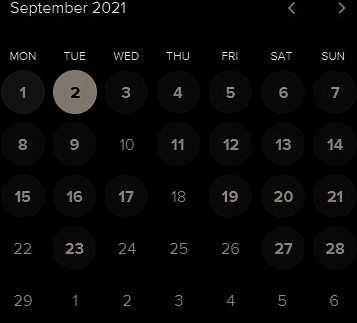 September 2021
MON TUE WED THU FRI SAT SUN
1 2 3 4 5 6 7
8 9 10 11 12 13 14
15 16 17 18 19 20 21
22 23 24 25 26 27 28
29 1 2 3 4 5 6